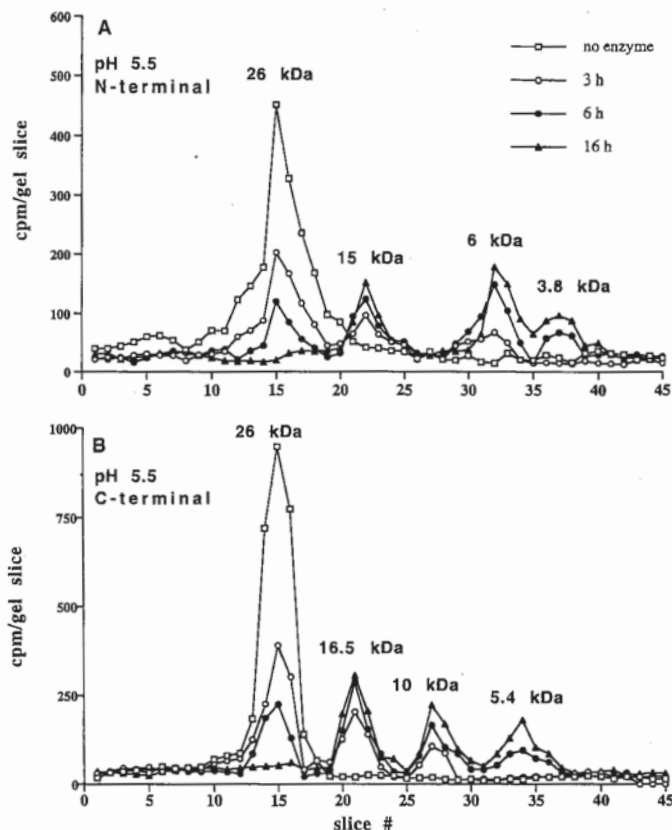 A
pH 5.5
N-terminal
26 kDa
15 kDa
6 kDa
3.8 kDa
no enzyme
3 h
6 h
16 h
cpm/gel slice
600
500
400
300
200
100
0
0 5 10 15 20 25 30 35 40 45
B
pH 5.5
C-terminal
26 kDa
16.5 kDa
10 kDa
5.4 kDa
cpm/gel slice
1000
750
500
250
0
0 5 10 15 20 25 30 35 40 45
slice #